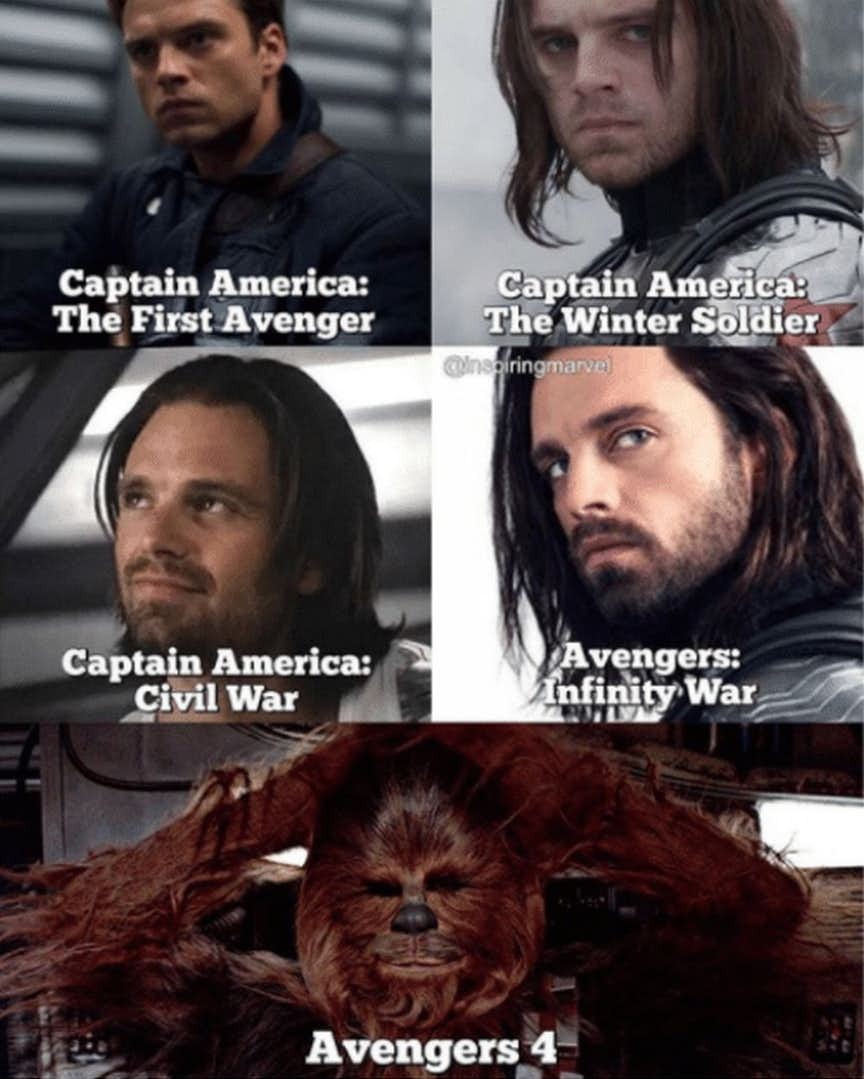 Captain America:
The First Avenger
Captain America:
The Winter Soldier
@inspiringmarvel
Captain America:
Civil War
Avengers:
Infinity War
Avengers 4